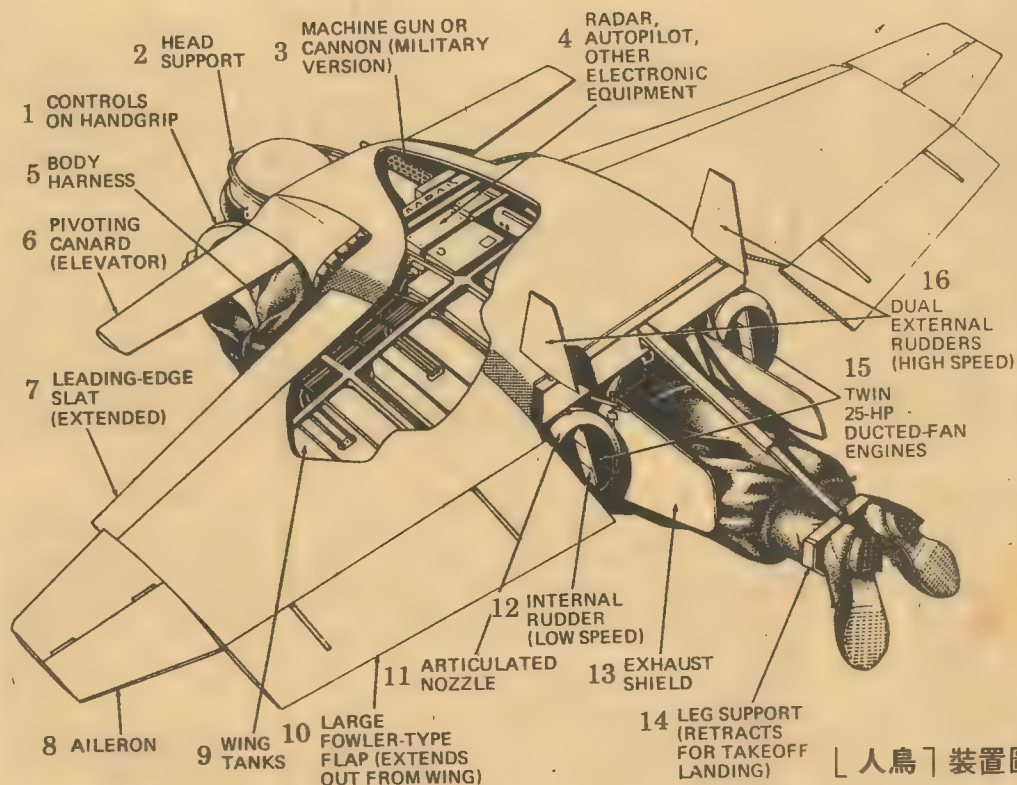 1 CONTROLS
ON HANDGRIP
2 HEAD
SUPPORT
3 MACHINE GUN OR
CANNON (MILITARY
VERSION)
4 RADAR,
AUTOPILOT,
OTHER
ELECTRONIC
EQUIPMENT
5 BODY
HARNESS
6 PIVOTING
CANARD
(ELEVATOR)
7 LEADING-EDGE
SLAT
(EXTENDED)
8 AILERON
9 WING
TANKS
10 LARGE
FOWLER-TYPE
FLAP (EXTENDS
OUT FROM WING)
11 ARTICULATED
NOZZLE
12 INTERNAL
RUDDER
(LOW SPEED)
13 EXHAUST
SHIELD
14 LEG SUPPORT
(RETRACTS
FOR TAKEOFF
LANDING)
15
TWIN
25-HP
DUCTED-FAN
ENGINES
16
DUAL
EXTERNAL
RUDDERS
(HIGH SPEED)
「人鳥」裝置圖